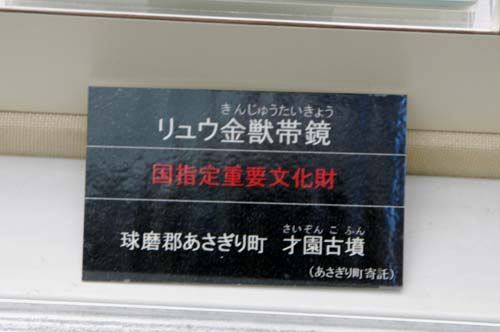 きんじゅうたいきょう
リュウ金獣帯鏡
国指定重要文化財
さいぞんこふん
球磨郡あさぎり町 才園古墳
(あさぎり町寄託)